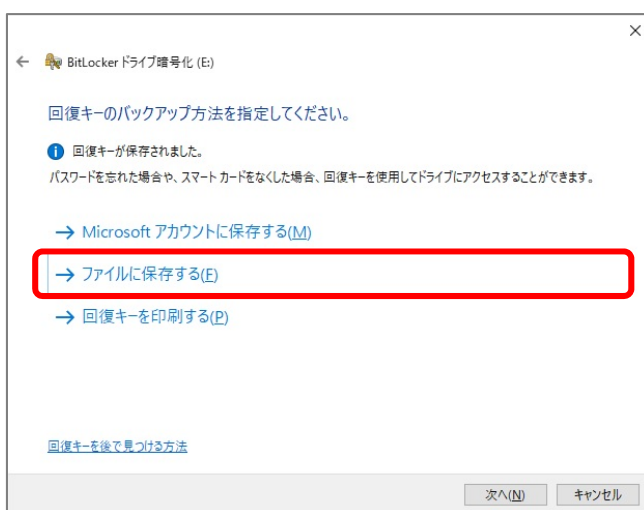 BitLocker ドライブ暗号化 (E:)
回復キーのバックアップ方法を指定してください。
回復キーが保存されました。
パスワードを忘れた場合や、スマート カードをなくした場合、回復キーを使用してドライブにアクセスすることができます。
→ Microsoft アカウントに保存する(M)
→ ファイルに保存する(F)
→ 回復キーを印刷する(P)
回復キーを後で見つける方法
次へ(N) キャンセル